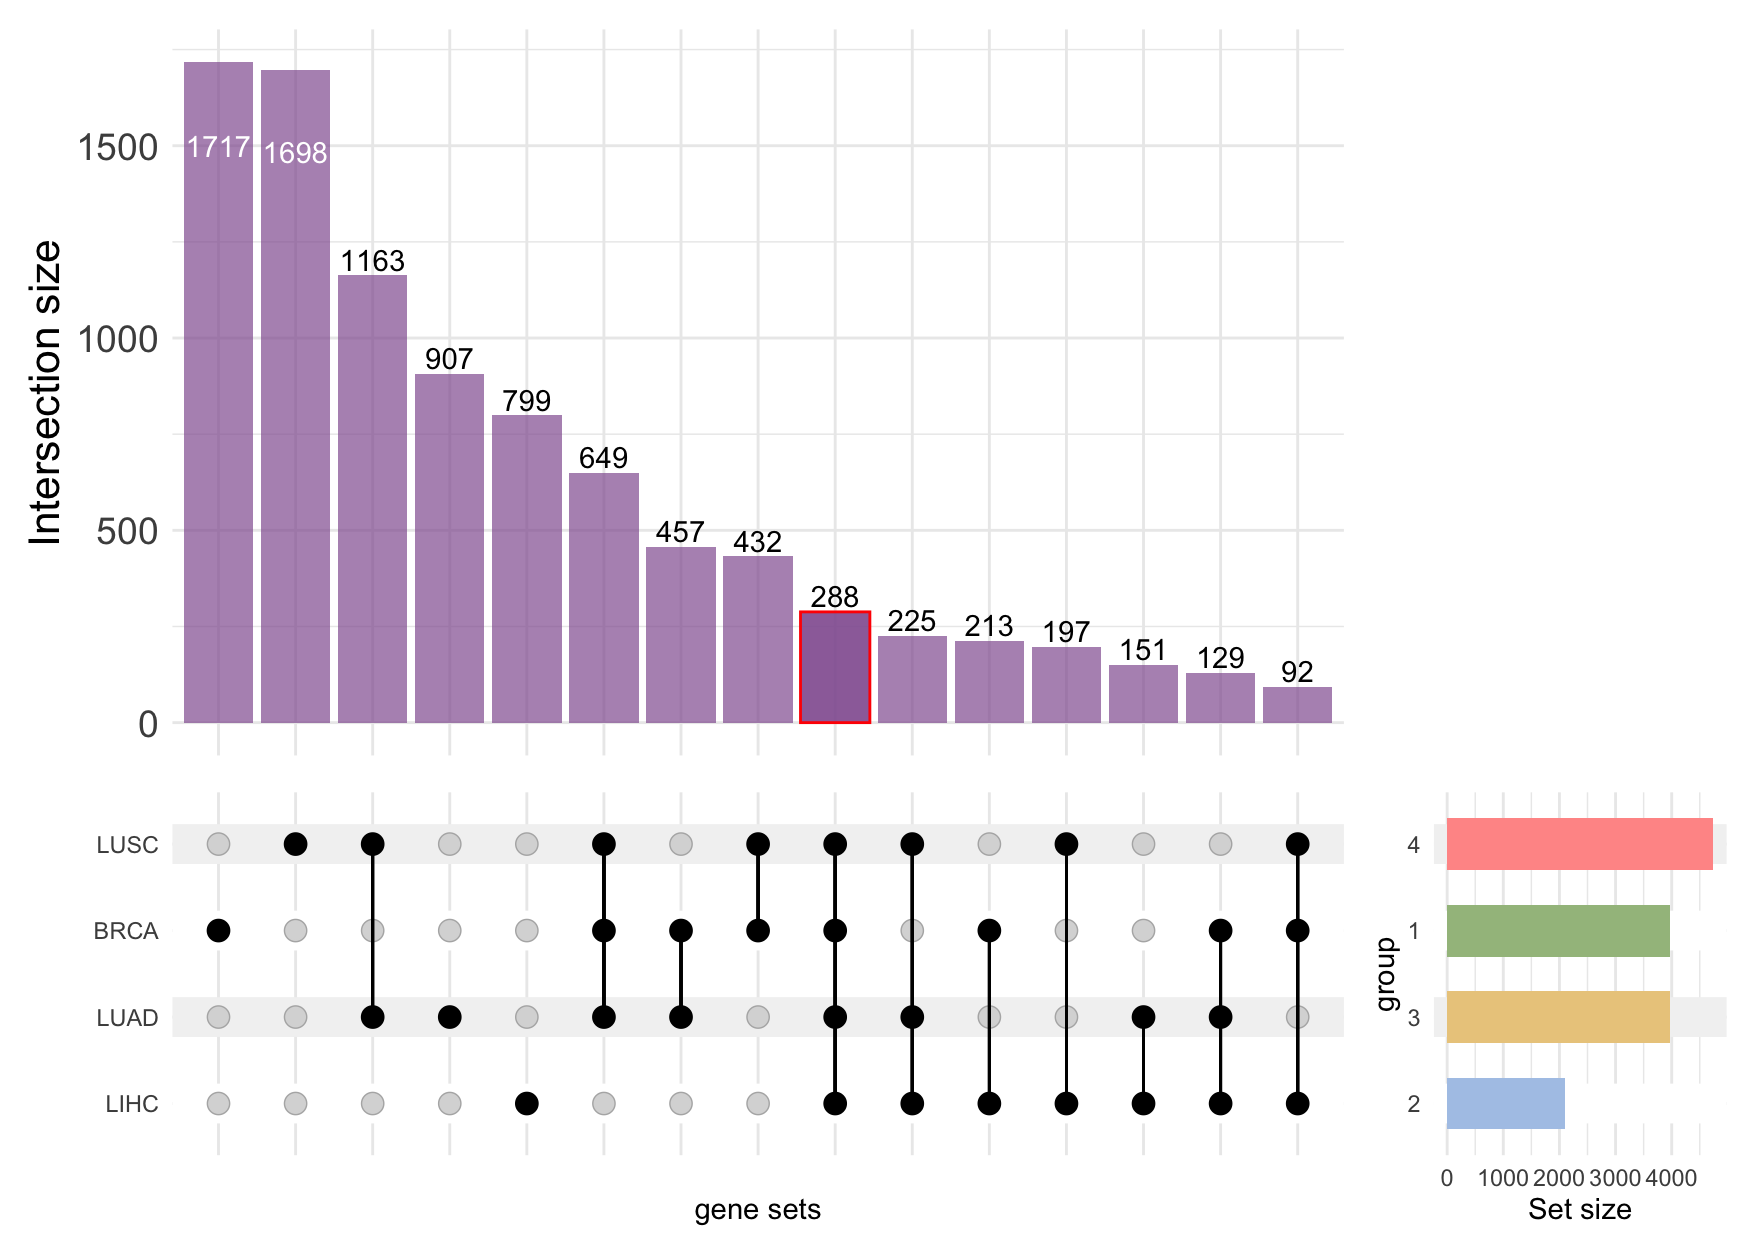 Intersection size
1500
1000
500
0
1717
1698
1163
907
799
649
457
432
288
225
213
197
151
129
92
LUSC
BRCA
LUAD
LIHC
gene sets
group
4
1
3
2
0 1000 2000 3000 4000
Set size